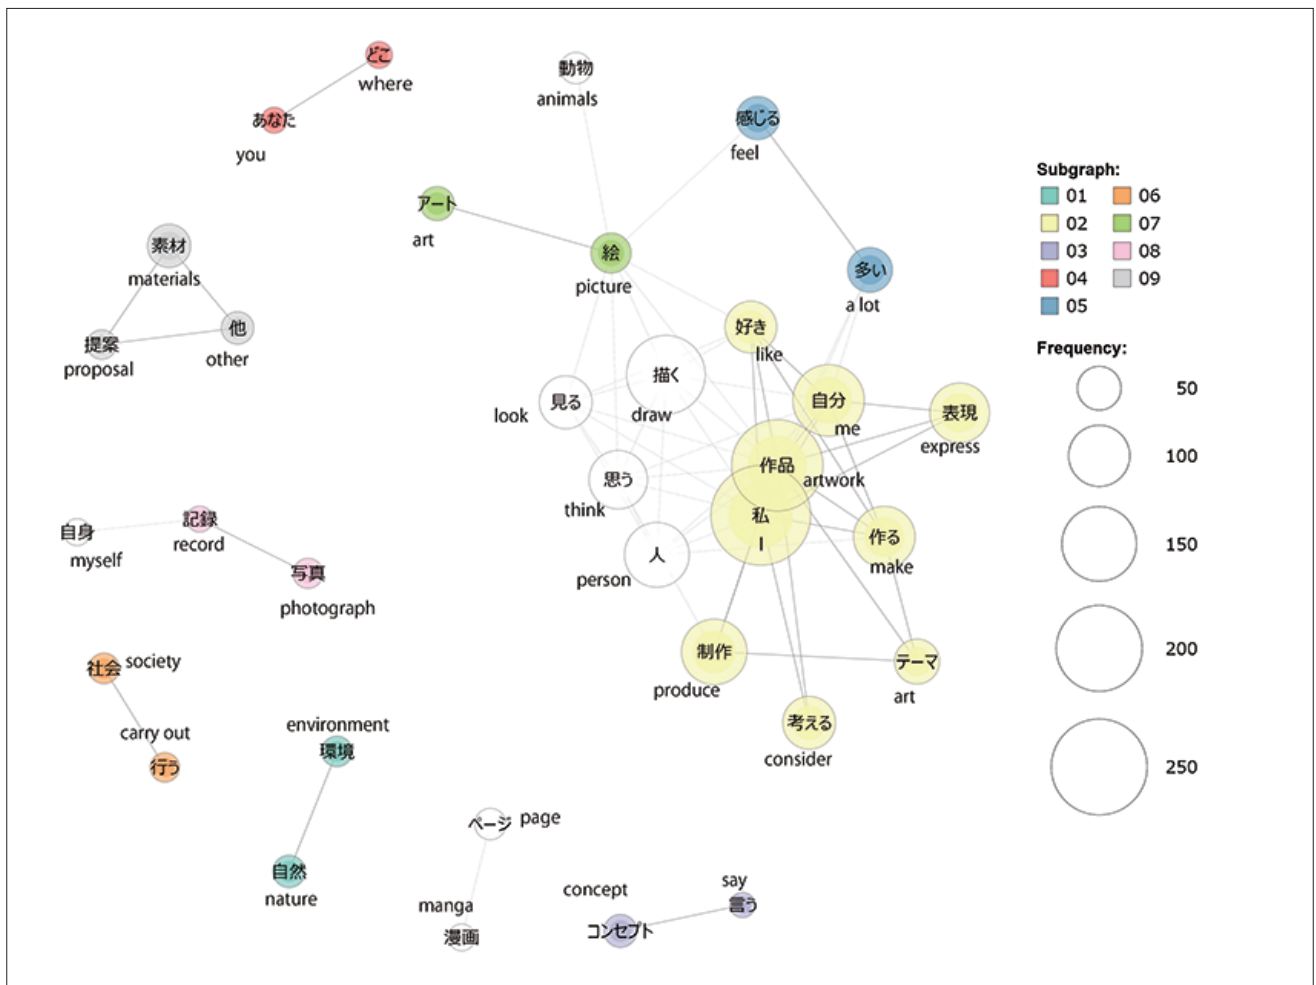 どこ
where
あなた
you
動物
animals
感じる
feel
アート
art
絵
picture
多い
a lot
素材
materials
提案
proposal
他
other
好き
like
描く
draw
見る
look
自分
me
表現
express
作品
artwork
思う
think
私
I
作る
make
人
person
自身
myself
記録
record
写真
photograph
制作
produce
テーマ
art
考える
consider
社会
society
carry out
行う
environment
環境
自然
nature
ページ
page
manga
漫画
concept
コンセプト
say
言う
Subgraph:
01 06
02 07
03 08
04 09
05
Frequency:
50
100
150
200
250